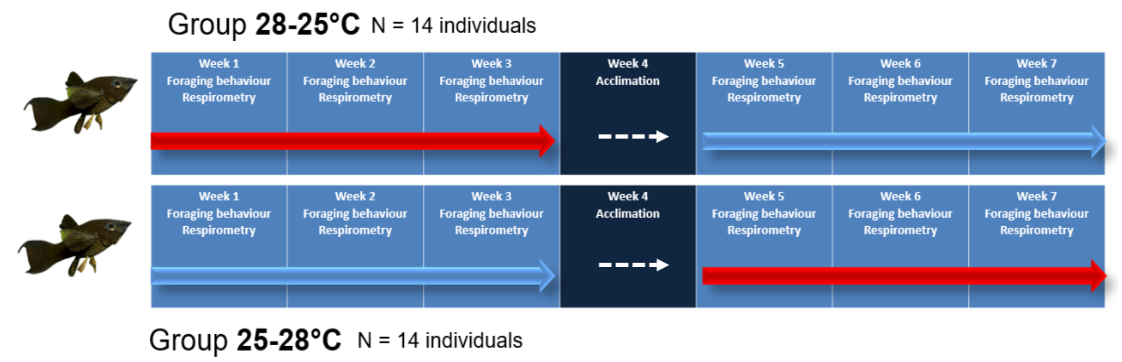 Group 28-25°C N = 14 individuals
Week 1
Foraging behaviour
Respirometry
Week 2
Foraging behaviour
Respirometry
Week 3
Foraging behaviour
Respirometry
Week 4
Acclimation
Week 5
Foraging behaviour
Respirometry
Week 6
Foraging behaviour
Respirometry
Week 7
Foraging behaviour
Respirometry
Week 1
Foraging behaviour
Respirometry
Week 2
Foraging behaviour
Respirometry
Week 3
Foraging behaviour
Respirometry
Week 4
Acclimation
Week 5
Foraging behaviour
Respirometry
Week 6
Foraging behaviour
Respirometry
Week 7
Foraging behaviour
Respirometry
Group 25-28°C N = 14 individuals